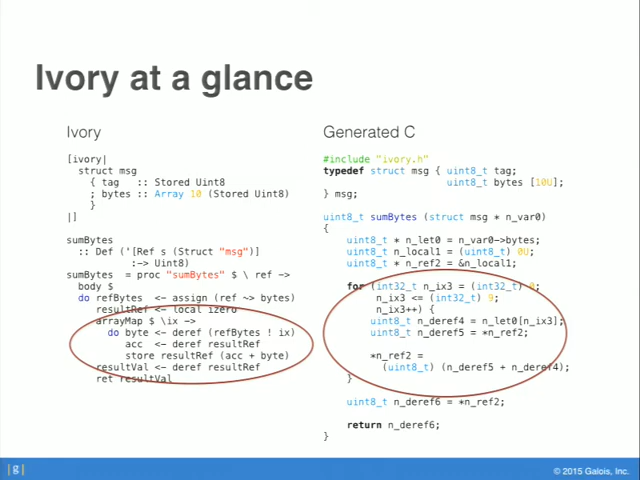 Ivory at a glance
Ivory
[ivory|
struct msg
{ tag :: Stored Uint8
; bytes :: Array 10 (Stored Uint8)
}
|]
sumBytes
:: Def ('[Ref s (Struct "msg")]
:-> Uint8)
sumBytes = proc "sumBytes" $ \ ref ->
body $
do refBytes <- assign (ref ~> bytes)
resultRef <- local izero
arrayMap $ \ix ->
do byte <- deref (refBytes ! ix)
acc <- deref resultRef
store resultRef (acc + byte)
resultVal <- deref resultRef
ret resultVal
Generated C
#include "ivory.h"
typedef struct msg { uint8_t tag;
uint8_t bytes [10U];
} msg;
uint8_t sumBytes (struct msg * n_var0)
{
uint8_t * n_let0 = n_var0->bytes;
uint8_t n_local1 = (uint8_t) 0U;
uint8_t * n_ref2 = &n_local1;
for (int32_t n_ix3 = (int32_t) 0;
n_ix3 <= (int32_t) 9;
n_ix3++) {
uint8_t n_deref4 = n_let0[n_ix3];
uint8_t n_deref5 = *n_ref2;
*n_ref2 =
(uint8_t) (n_deref5 + n_deref4);
}
uint8_t n_deref6 = *n_ref2;
return n_deref6;
}
|g|
© 2015 Galois, Inc.